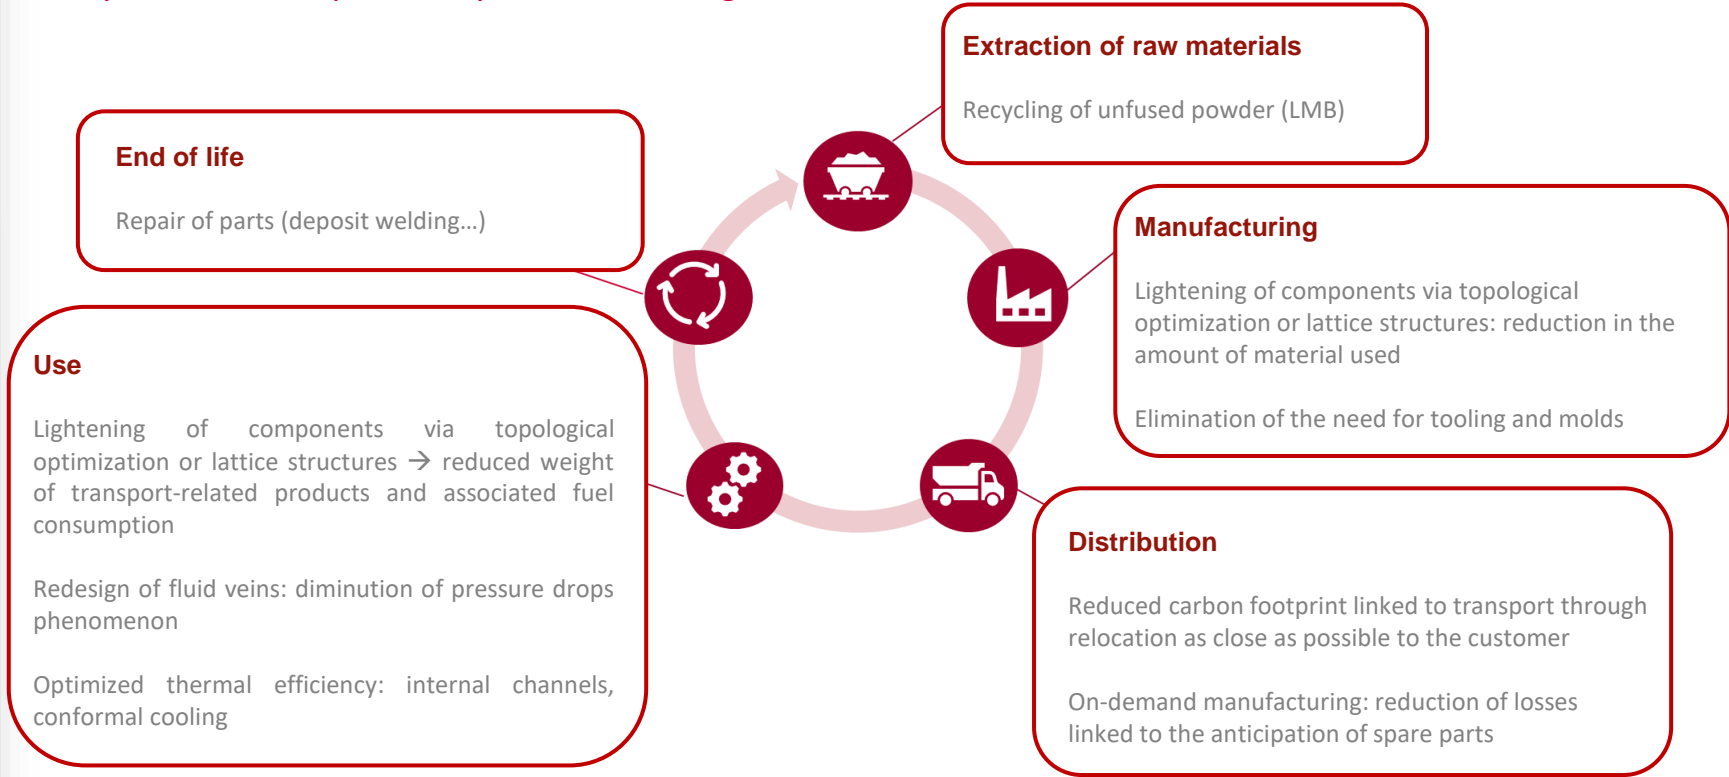 Extraction of raw materials
Recycling of unfused powder (LMB)
Manufacturing
Lightening of components via topological
optimization or lattice structures: reduction in the
amount of material used
Elimination of the need for tooling and molds
Distribution
Reduced carbon footprint linked to transport through
relocation as close as possible to the customer
On-demand manufacturing: reduction of losses
linked to the anticipation of spare parts
Use
Lightening of components via topological
optimization or lattice structures → reduced weight
of transport-related products and associated fuel
consumption
Redesign of fluid veins: diminution of pressure drops
phenomenon
Optimized thermal efficiency: internal channels,
conformal cooling
End of life
Repair of parts (deposit welding…)